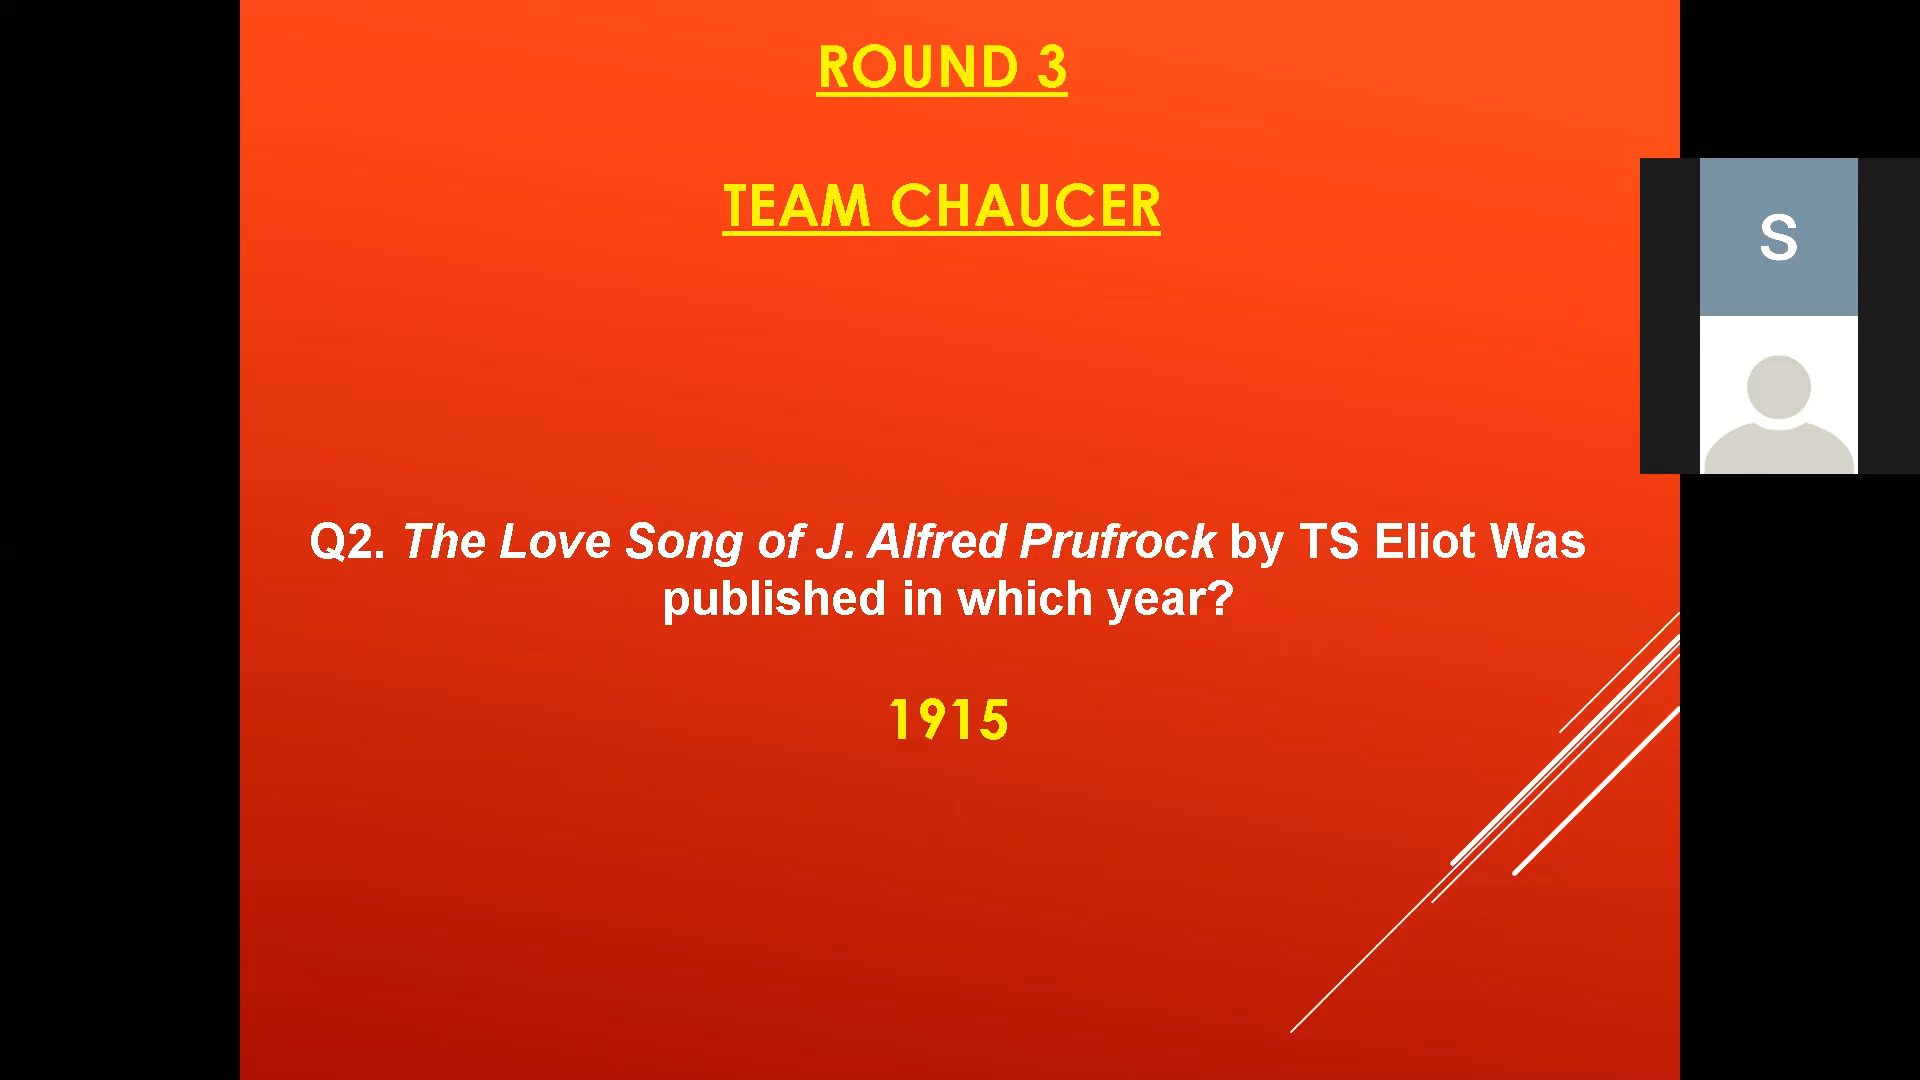 ROUND 3
TEAM CHAUCER
S
Q2. The Love Song of J. Alfred Prufrock by TS Eliot Was
published in which year?
1915